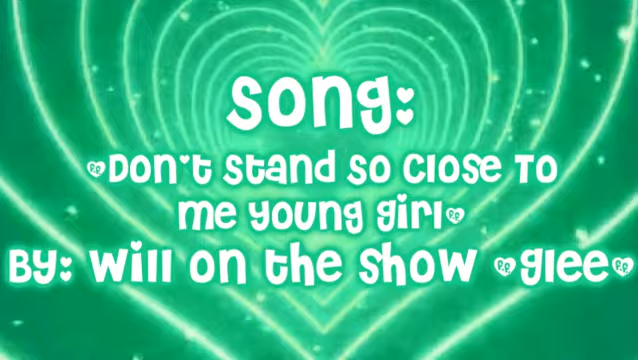 Song:
"Don't stand so close to
me young girl"
By: Will on the show "glee"